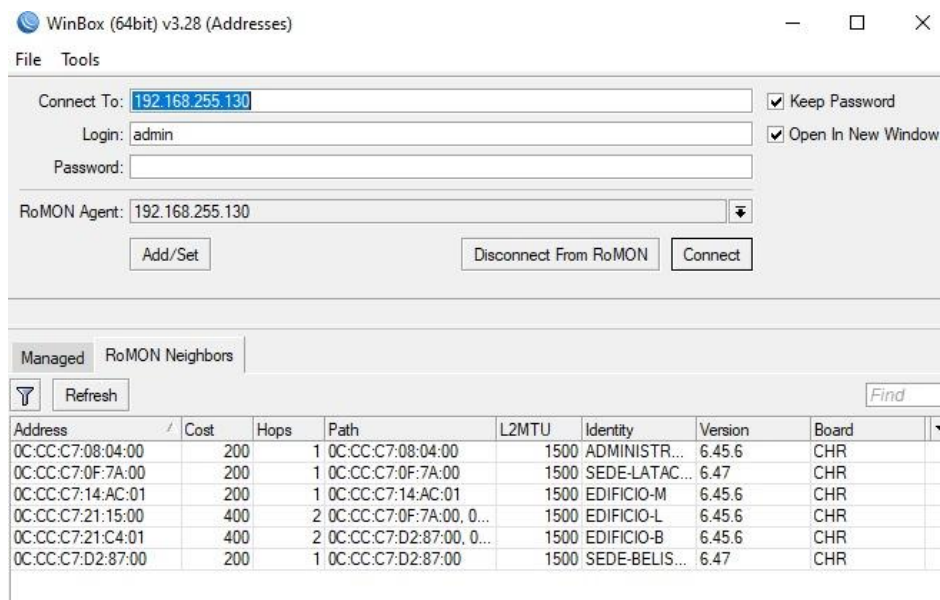 WinBox (64bit) v3.28 (Addresses)
File Tools
Connect To: 192.168.255.130 Keep Password
Login: admin Open In New Window
Password:
RoMON Agent: 192.168.255.130
Add/Set Disconnect From RoMON Connect
Managed RoMON Neighbors
Refresh Find
Address / Cost Hops Path L2MTU Identity Version Board
0C:CC:C7:08:04:00 200 1 0C:CC:C7:08:04:00 1500 ADMINISTR... 6.45.6 CHR
0C:CC:C7:0F:7A:00 200 1 0C:CC:C7:0F:7A:00 1500 SEDE-LATAC... 6.47 CHR
0C:CC:C7:14:AC:01 200 1 0C:CC:C7:14:AC:01 1500 EDIFICIO-M 6.45.6 CHR
0C:CC:C7:21:15:00 400 2 0C:CC:C7:0F:7A:00, 0... 1500 EDIFICIO-L 6.45.6 CHR
0C:CC:C7:21:C4:01 400 2 0C:CC:C7:D2:87:00, 0... 1500 EDIFICIO-B 6.45.6 CHR
0C:CC:C7:D2:87:00 200 1 0C:CC:C7:D2:87:00 1500 SEDE-BELIS... 6.47 CHR